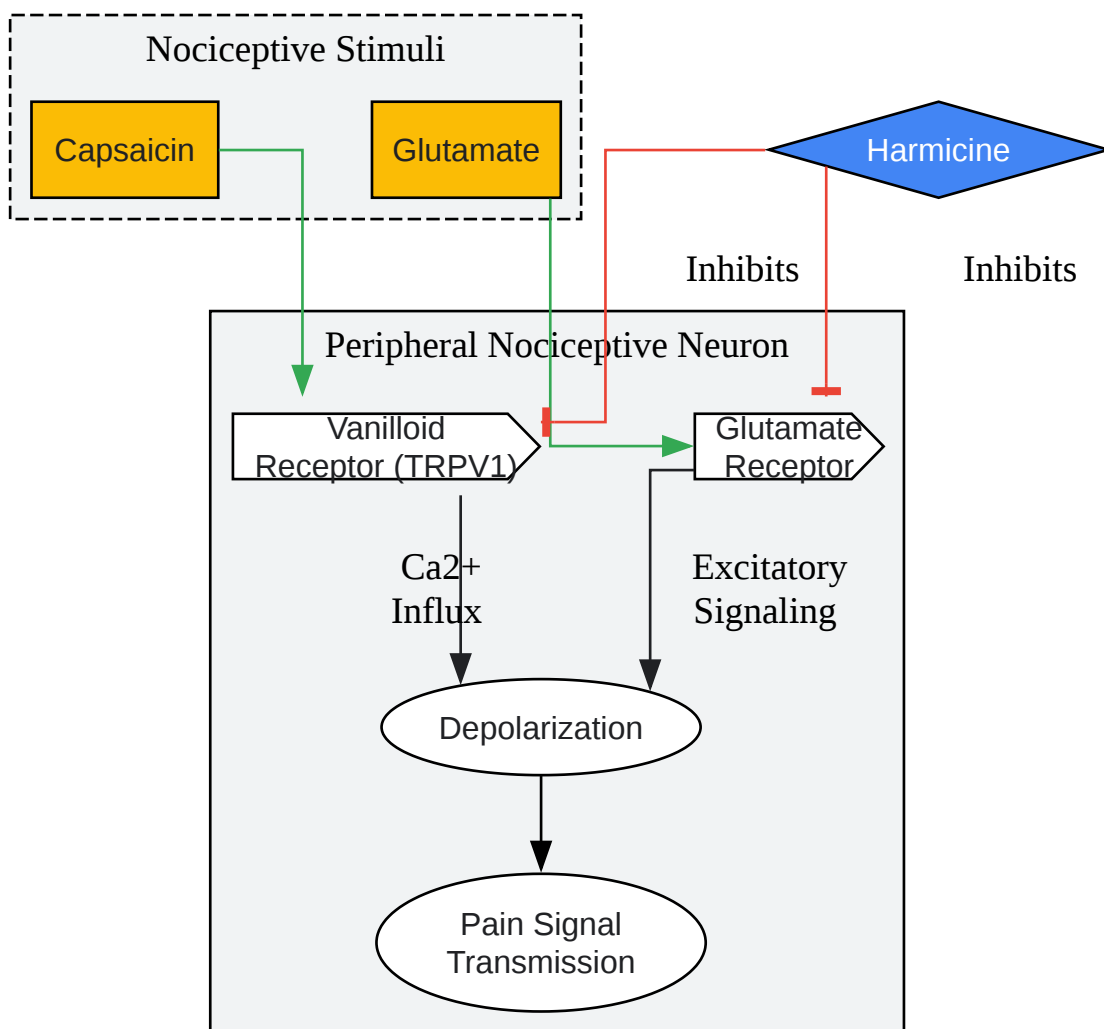 Nociceptive Stimuli
Capsaicin
Glutamate
Harmicine
Inhibits
Inhibits
Peripheral Nociceptive Neuron
Vanilloid
Receptor (TRPV1)
Glutamate
Receptor
Ca2+
Influx
Excitatory
Signaling
Depolarization
Pain Signal
Transmission